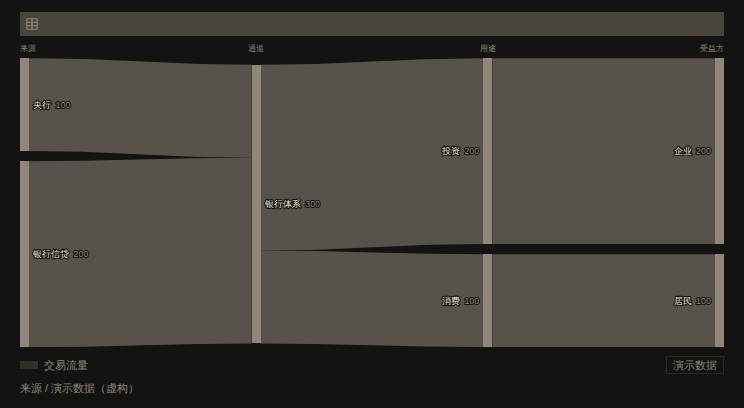 来源 通道 用途 受益方
央行 100
投资 200 企业 200
银行体系 300
银行信贷 200
消费 100 居民 100
交易流量 演示数据
来源 / 演示数据（虚构）